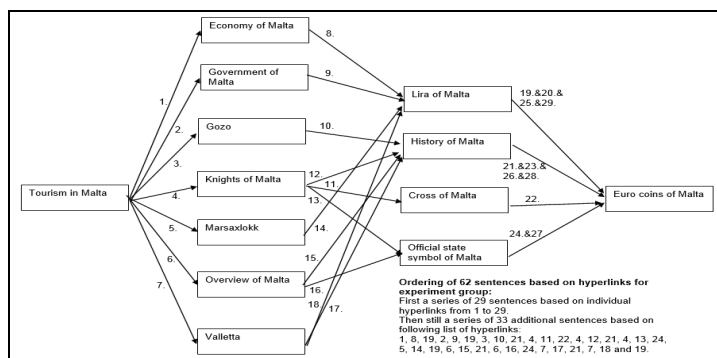 Economy of Malta
8.
Government of
Malta
9.
1.
Lira of Malta
19.&20.&
25.&29.
2.
Gozo
10.
3.
History of Malta
12.
21.&23.&
26.&28.
Knights of Malta
4.
11.
Tourism in Malta
13.
Cross of Malta
22.
Euro coins of Malta
5.
Marsaxlokk
14.
24.&27.
Official state
symbol of Malta
6.
15.
Overview of Malta
16.
7.
18.
17.
Valletta
Ordering of 62 sentences based on hyperlinks for
experiment group:
First a series of 29 sentences based on individual
hyperlinks from 1 to 29.
Then still a series of 33 additional sentences based on
following list of hyperlinks:
1, 8, 19, 2, 9, 19, 3, 10, 21, 4, 11, 22, 4, 12, 21, 4, 13, 24,
5, 14, 19, 6, 15, 21, 6, 16, 24, 7, 17, 21, 7, 18 and 19.